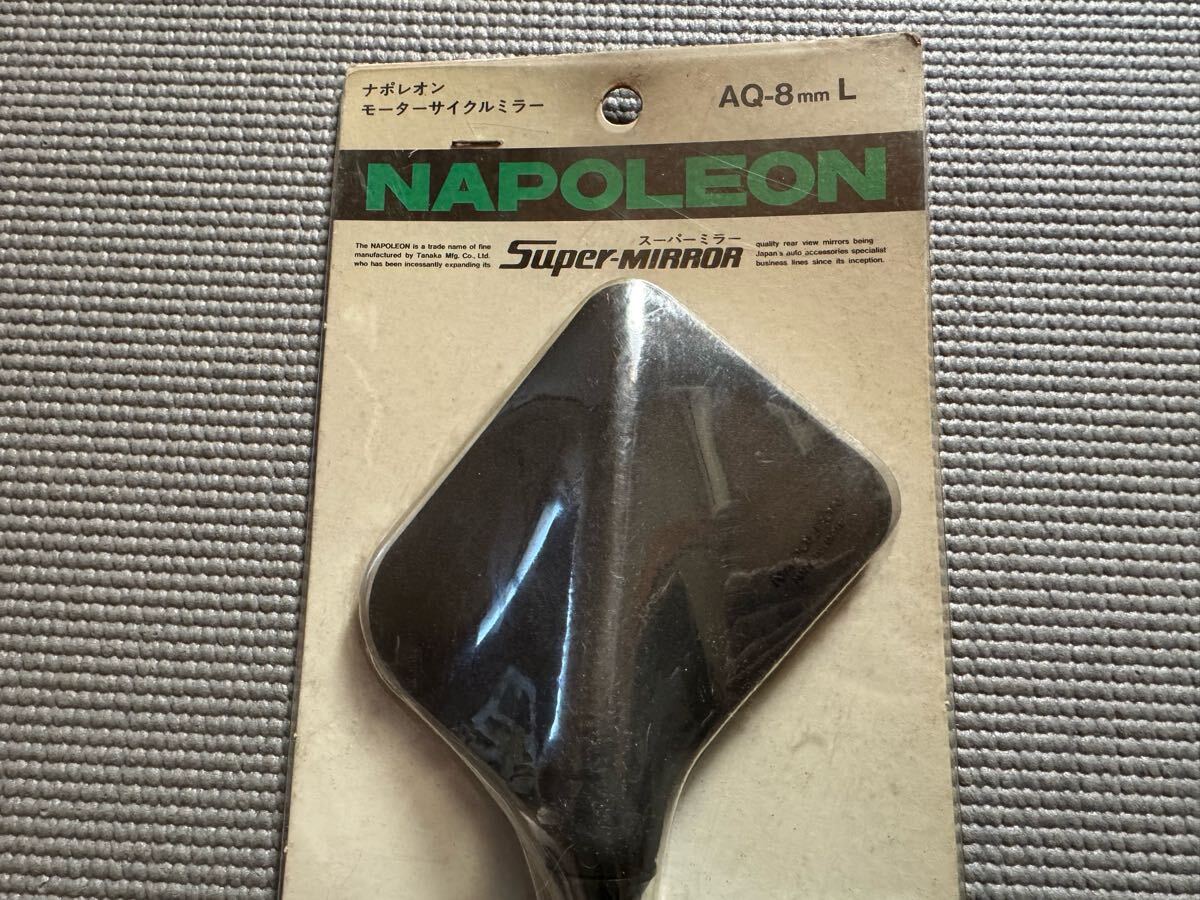 ナポレオン
モーターサイクルミラー
AQ-8mm L
NAPOLEON
The NAPOLEON is a trade name of fine
manufactured by Tanaka Mfg. Co., Ltd.
who has been incessantly expanding its
スーパーミラー
Super-MIRROR
quality rear view mirrors being
Japan's auto accessories specialist
business lines since its inception.
NAPOLEON